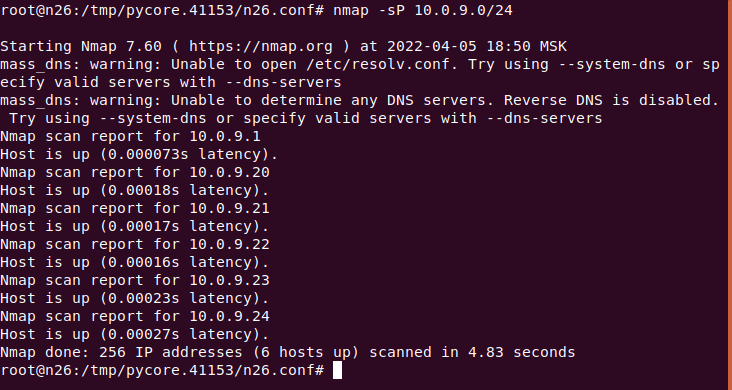 root@n26:/tmp/pycore.41153/n26.conf# nmap -sP 10.0.9.0/24
Starting Nmap 7.60 ( https://nmap.org ) at 2022-04-05 18:50 MSK
mass_dns: warning: Unable to open /etc/resolv.conf. Try using --system-dns or sp
ecify valid servers with --dns-servers
mass_dns: warning: Unable to determine any DNS servers. Reverse DNS is disabled.
 Try using --system-dns or specify valid servers with --dns-servers
Nmap scan report for 10.0.9.1
Host is up (0.000073s latency).
Nmap scan report for 10.0.9.20
Host is up (0.00018s latency).
Nmap scan report for 10.0.9.21
Host is up (0.00017s latency).
Nmap scan report for 10.0.9.22
Host is up (0.00016s latency).
Nmap scan report for 10.0.9.23
Host is up (0.00023s latency).
Nmap scan report for 10.0.9.24
Host is up (0.00027s latency).
Nmap done: 256 IP addresses (6 hosts up) scanned in 4.83 seconds
root@n26:/tmp/pycore.41153/n26.conf#